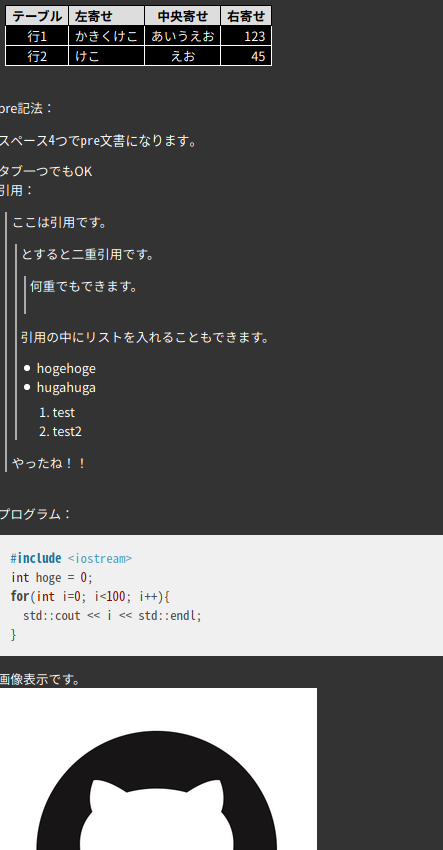 テーブル 左寄せ 中央寄せ 右寄せ
行1 かきくけこ あいうえお 123
行2 けこ えお 45
pre記法：
スペース4つでpre文書になります。
タブ一つでもOK
引用：
ここは引用です。
とすると二重引用です。
何重でもできます。
引用の中にリストを入れることもできます。
hogehoge
hugahuga
1. test
2. test2
やったね！！
プログラム：
#include <iostream>
int hoge = 0;
for(int i=0; i<100; i++){
std::cout << i << std::endl;
}
画像表示です。